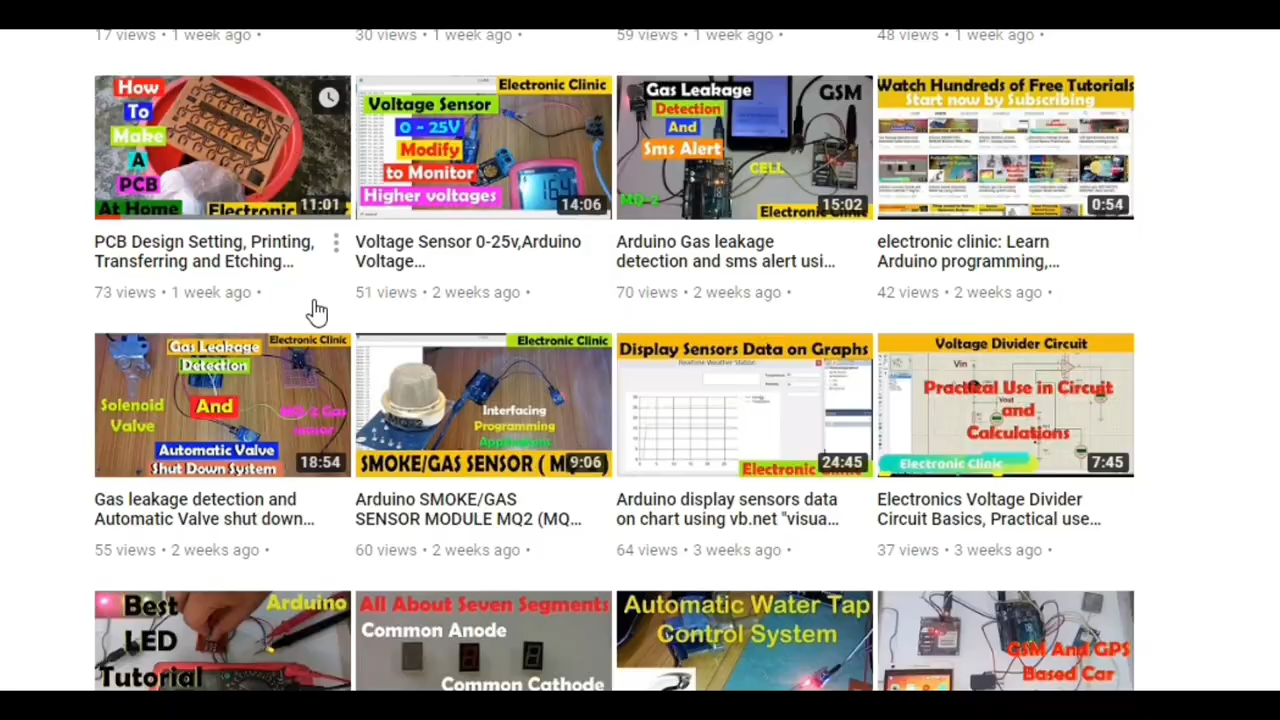 17 views • 1 week ago •
30 views • 1 week ago •
59 views • 1 week ago •
48 views • 1 week ago •
How
To
Make
A
PCB
At Home
Electronic
11:01
Electronic Clinic
Voltage Sensor
0 - 25V
Modify
to Monitor
Higher voltages
14:06
Gas Leakage
Detection
And
Sms Alert
GSM
CELL
MQ-2
Electronic Clinic
15:02
Watch Hundreds of Free Tutorials
Start now by Subscribing
0:54
PCB Design Setting, Printing,
Transferring and Etching...
73 views • 1 week ago •
Voltage Sensor 0-25v,Arduino
Voltage...
51 views • 2 weeks ago •
Arduino Gas leakage
detection and sms alert usi...
70 views • 2 weeks ago •
electronic clinic: Learn
Arduino programming,...
42 views • 2 weeks ago •
Gas Leakage
Detection
Electronic Clinic
Solenoid
Valve
And
MQ-2 Gas
sensor
Automatic Valve
Shut Down System
18:54
Electronic Clinic
Interfacing
Programming
Applications
SMOKE/GAS SENSOR ( M
9:06
Display Sensors Data on Graphs
Electronic
24:45
Voltage Divider Circuit
Vin
Vout
Practical Use in Circuit
and
Calculations
Electronic Clinic
7:45
Gas leakage detection and
Automatic Valve shut down...
55 views • 2 weeks ago •
Arduino SMOKE/GAS
SENSOR MODULE MQ2 (MQ...
60 views • 2 weeks ago •
Arduino display sensors data
on chart using vb.net "visua...
64 views • 3 weeks ago •
Electronics Voltage Divider
Circuit Basics, Practical use...
37 views • 3 weeks ago •
Best
LED
Tutorial
Arduino
All About Seven Segments
Common Anode
Common Cathode
Automatic Water Tap
Control System
GSM And GPS
Based Car